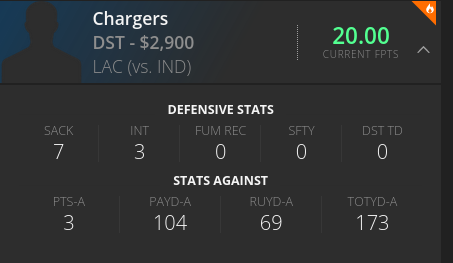 Chargers
DST - $2,900
LAC (vs. IND)
20.00
CURRENT FPTS
DEFENSIVE STATS
SACK INT FUM REC SFTY DST TD
7 3 0 0 0
STATS AGAINST
PTS-A PAYD-A RUYD-A TOTYD-A
3 104 69 173